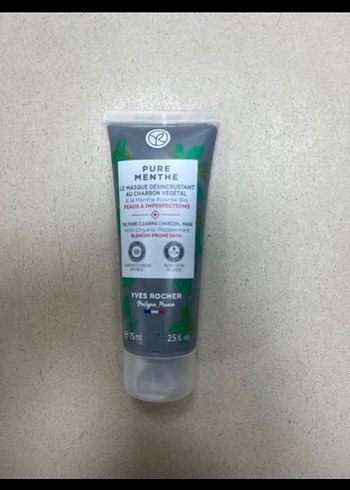 PURE
MENTHE
LE MASQUE DÉSINCRUSTANT
AU CHARBON VÉGÉTAL
À la Menthe Poivrée Bio
PEAUX À IMPERFECTIONS
THE PORE CLEARING CHARCOAL MASK
With Organic Peppermint
BLEMISH-PRONE SKIN
YVES ROCHER
France
e 75 ml
2.5 fl. oz.